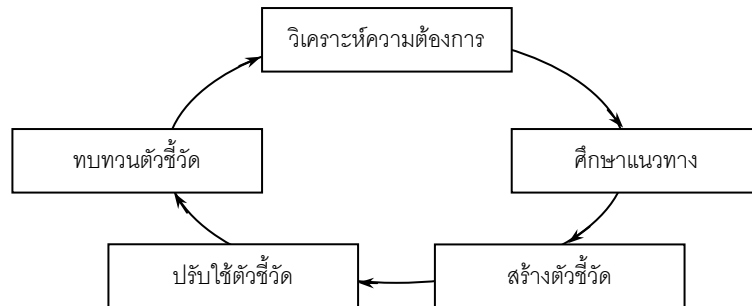 วิเคราะห์ความต้องการ
ศึกษาแนวทาง
สร้างตัวชี้วัด
ปรับใช้ตัวชี้วัด
ทบทวนตัวชี้วัด